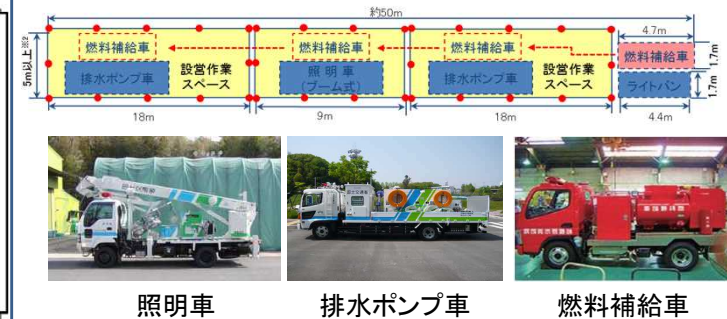 約50m
4.7m
5m以上※2
燃料補給車
燃料補給車
燃料補給車
燃料補給車
1.7m
排水ポンプ車
設営作業
スペース
照明車
(ブーム式)
排水ポンプ車
設営作業
スペース
ライトバン
1.7m
18m
9m
18m
4.4m
照明車
排水ポンプ車
燃料補給車